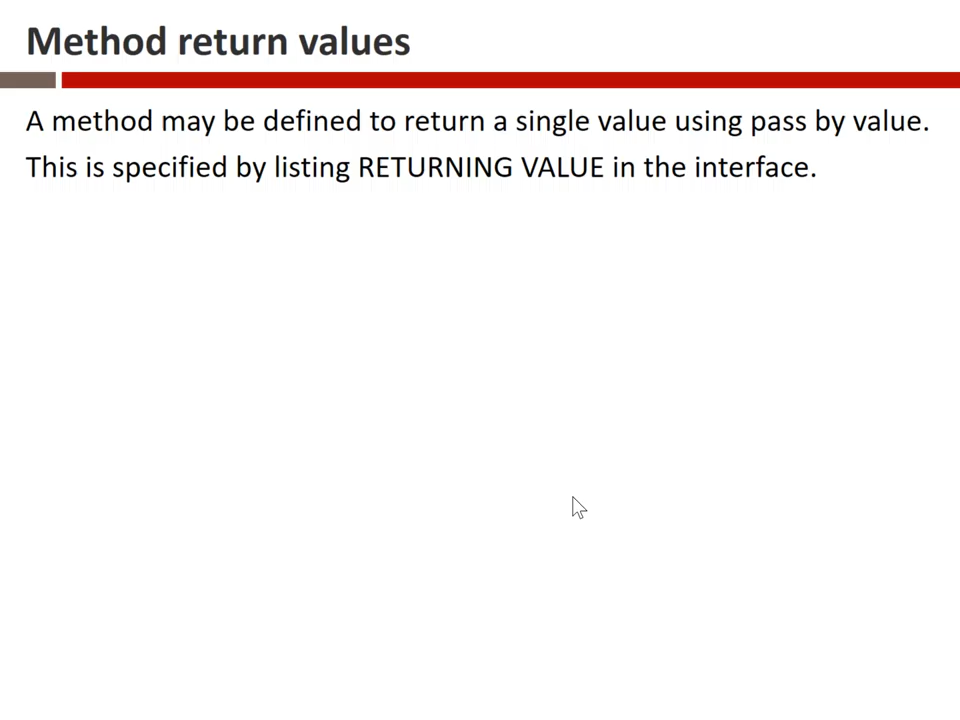 Method return values
A method may be defined to return a single value using pass by value.
This is specified by listing RETURNING VALUE in the interface.